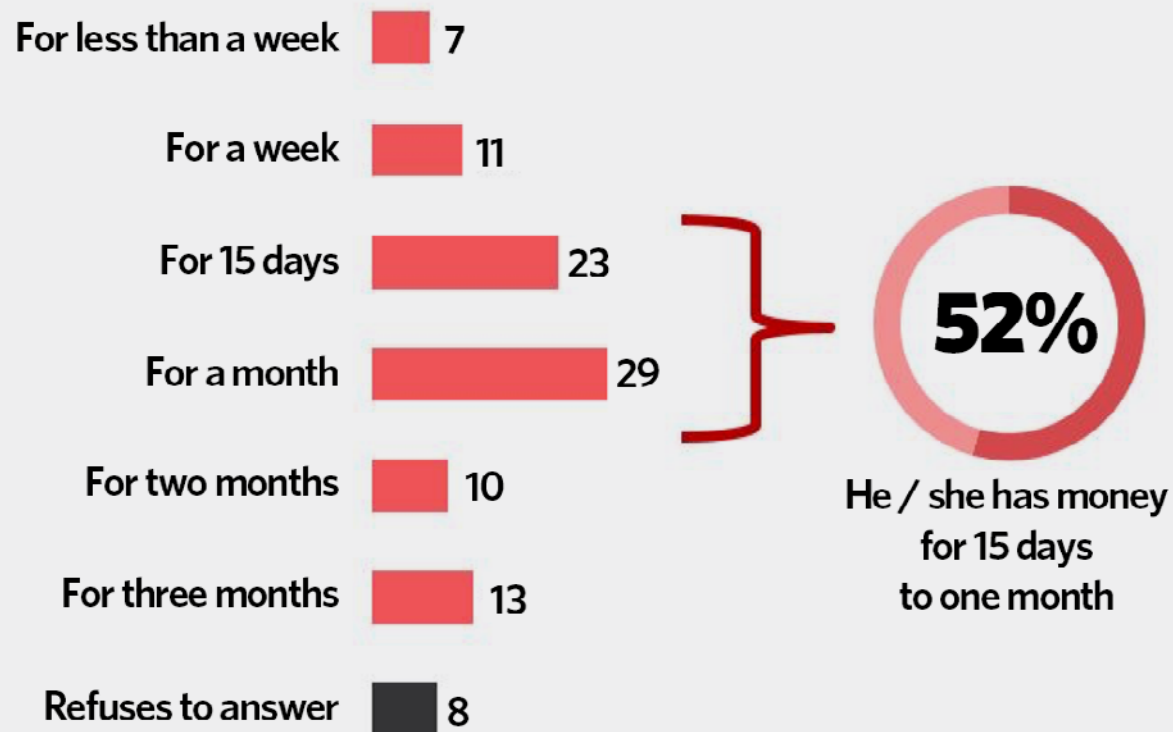 For less than a week 7
For a week 11
For 15 days 23
For a month 29
For two months 10
For three months 13
Refuses to answer 8
52%
He / she has money
for 15 days
to one month